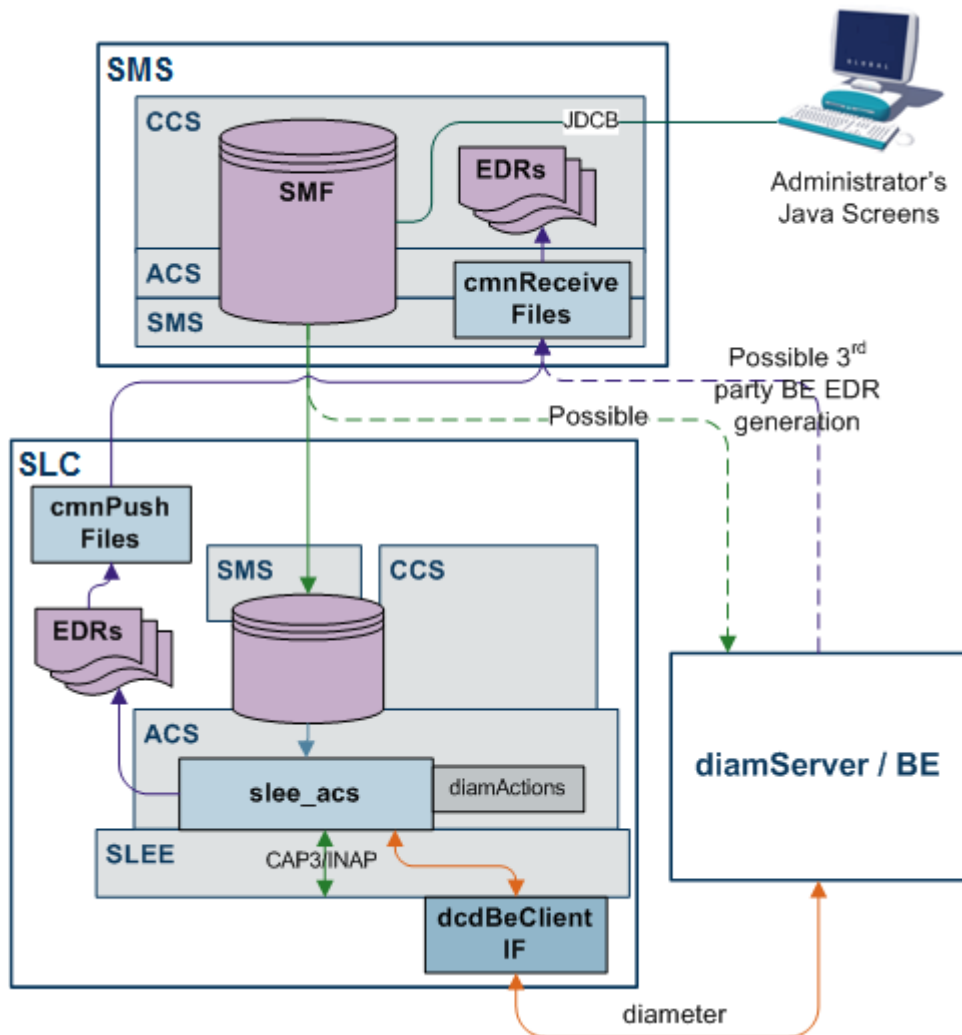 SMS
CCS
JDCB
GLOBAL
SMF
EDRs
Administrator's
Java Screens
ACS
cmnReceive
Files
SMS
Possible 3rd
party BE EDR
generation
Possible
SLC
cmnPush
Files
SMS
CCS
EDRs
ACS
slee_acs
diamActions
diamServer / BE
SLEE
CAP3/INAP
dcdBeClient
IF
diameter